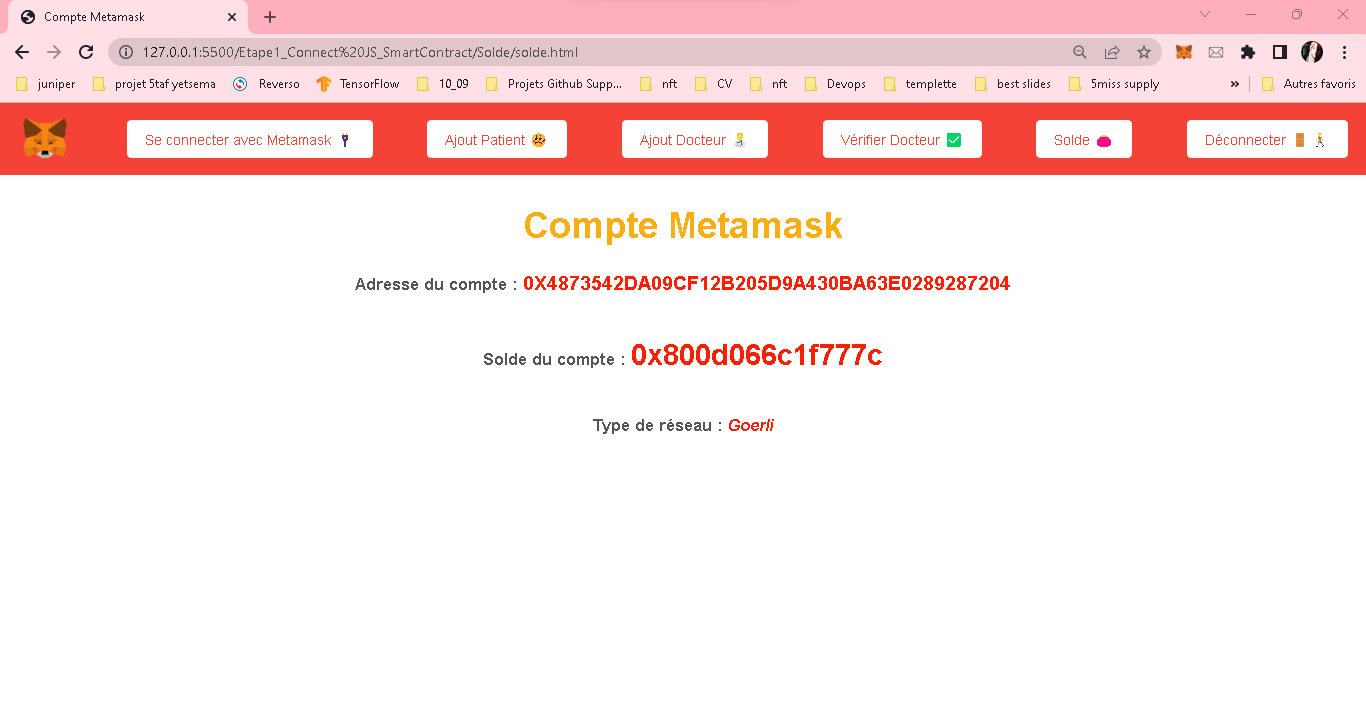 Compte Metamask
127.0.0.1:5500/Etape1_Connect%20JS_SmartContract/Solde/solde.html
juniper projet 5taf yetsema Reverso TensorFlow 10_09 Projets Github Supp... nft CV nft Devops templette best slides 5miss supply » Autres favoris
Se connecter avec Metamask Ajout Patient Ajout Docteur Vérifier Docteur Solde Déconnecter
Compte Metamask
Adresse du compte : 0X4873542DA09CF12B205D9A430BA63E0289287204
Solde du compte : 0x800d066c1f777c
Type de réseau : Goerli